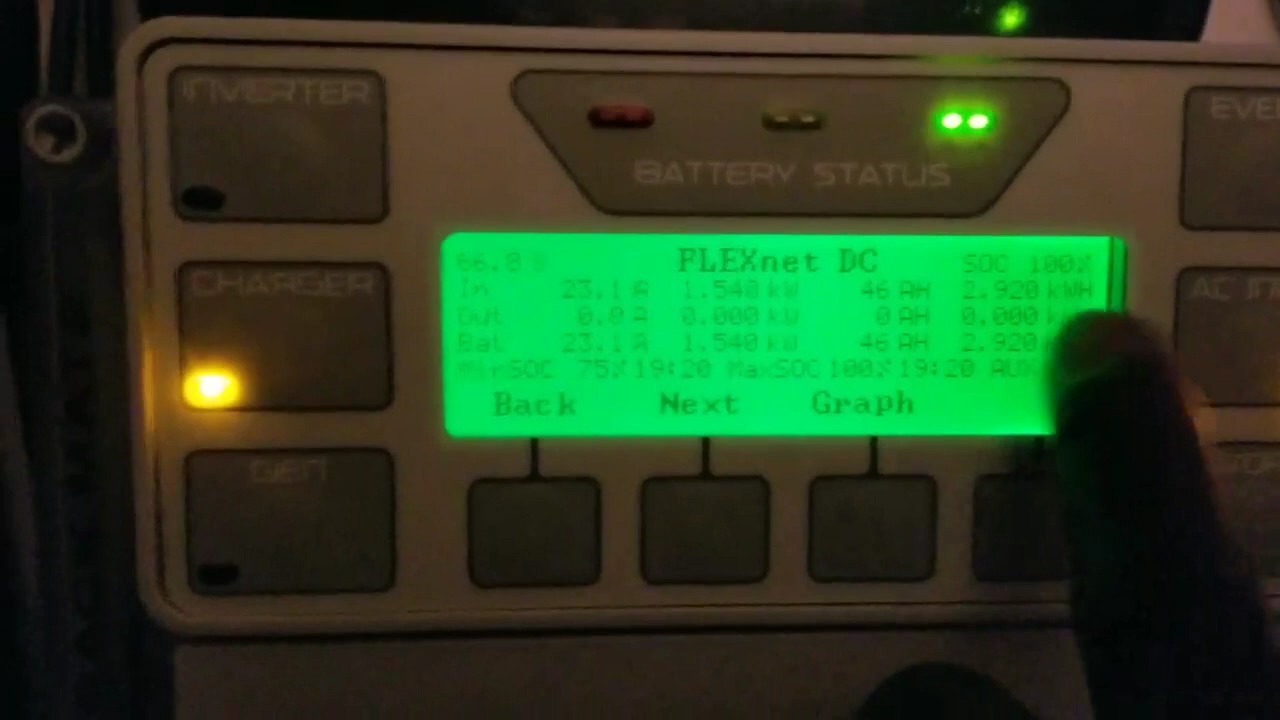 INVERTER
BATTERY STATUS
CHARGER
66.8 FLEXnet DC SOC 100%
In 23.1 A 1.540 kW 46 AH 2.920 kWH
Out 0.0 A 0.000 kW 0 AH 0.000
Bat 23.1 A 1.540 kW 46 AH 2.920
minSOC 75% 19:20 MaxSOC 100% 19:20 AUX
Back Next Graph
GEN
AC IN